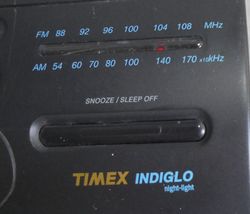 FM 88 92 96 100 104 108 MHz
AM 54 60 70 80 100 140 170 x10kHz
SNOOZE / SLEEP OFF
TIMEX INDIGLO
night-light